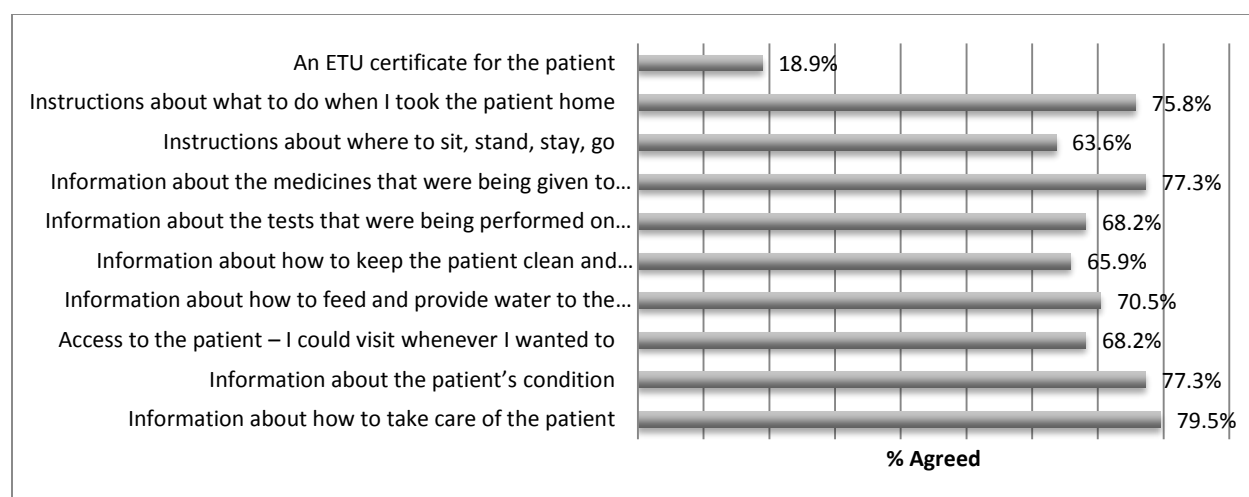 An ETU certificate for the patient 18.9%
Instructions about what to do when I took the patient home 75.8%
Instructions about where to sit, stand, stay, go 63.6%
Information about the medicines that were being given to… 77.3%
Information about the tests that were being performed on… 68.2%
Information about how to keep the patient clean and… 65.9%
Information about how to feed and provide water to the… 70.5%
Access to the patient – I could visit whenever I wanted to 68.2%
Information about the patient’s condition 77.3%
Information about how to take care of the patient 79.5%
% Agreed